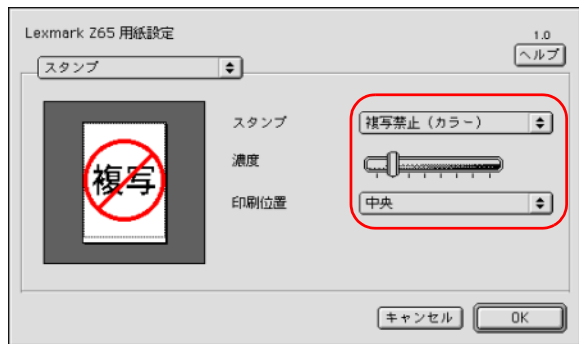 Lexmark Z65 用紙設定
1.0
スタンプ
ヘルプ
スタンプ 複写禁止（カラー）
濃度
複写
印刷位置 中央
キャンセル OK